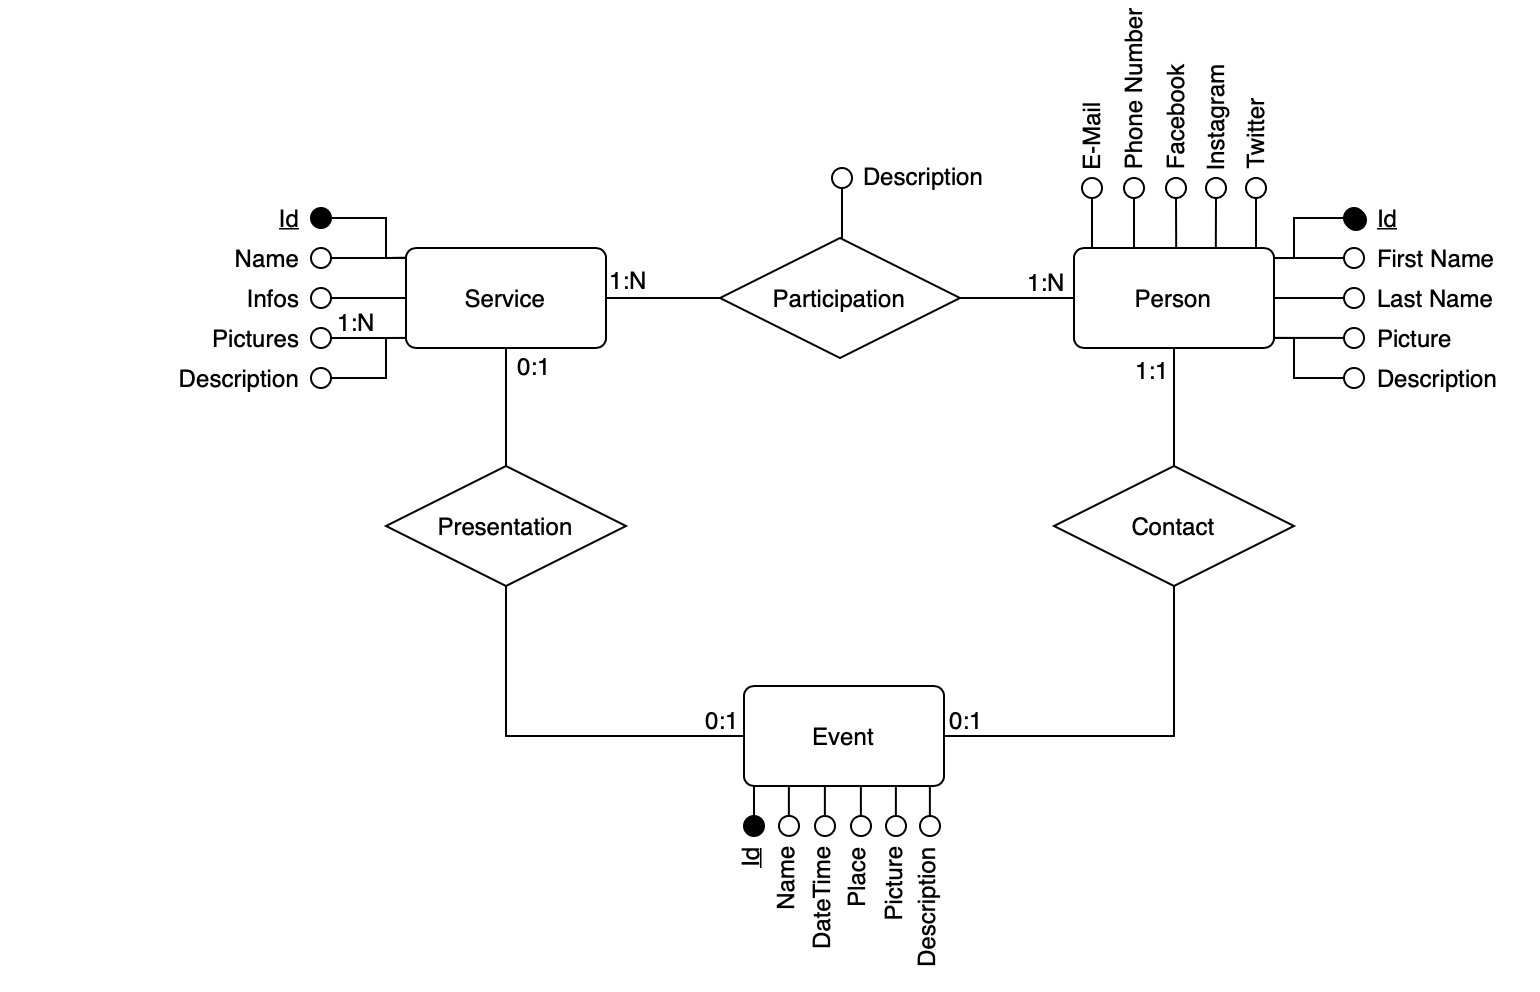 E-Mail
Phone Number
Facebook
Instagram
Twitter
Description
Id
Name
Infos
1:N
Pictures
Description
Service
1:N
Participation
1:N
Person
Id
First Name
Last Name
Picture
Description
0:1
1:1
Presentation
Contact
0:1
Event
0:1
Id
Name
DateTime
Place
Picture
Description